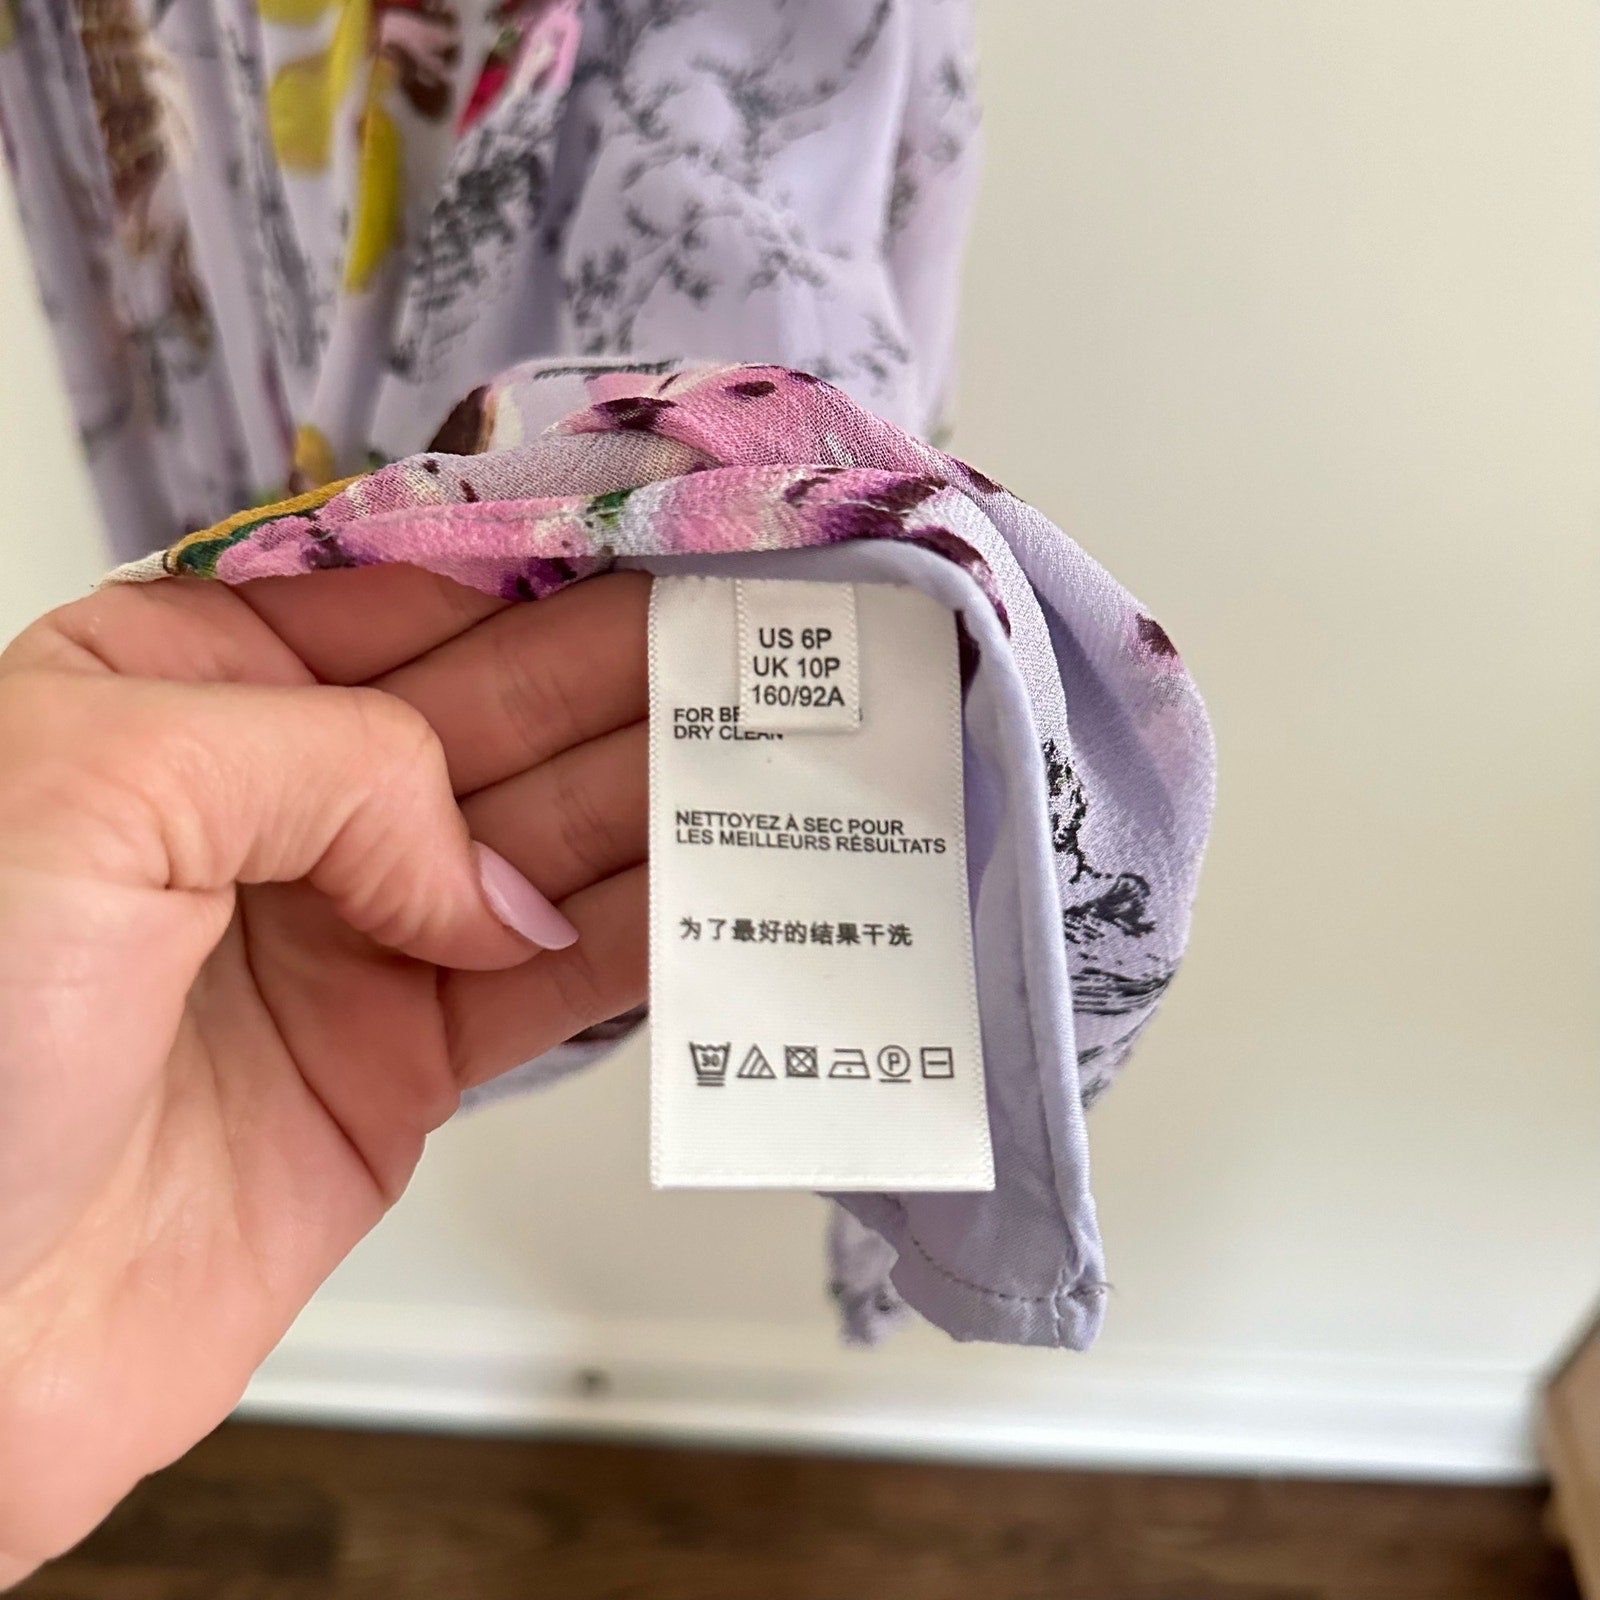 US 6P
UK 10P
160/92A
FOR
DRY CLEAN
NETTOYEZ À SEC POUR
LES MEILLEURS RÉSULTATS
为了最好的结果干洗
30
P